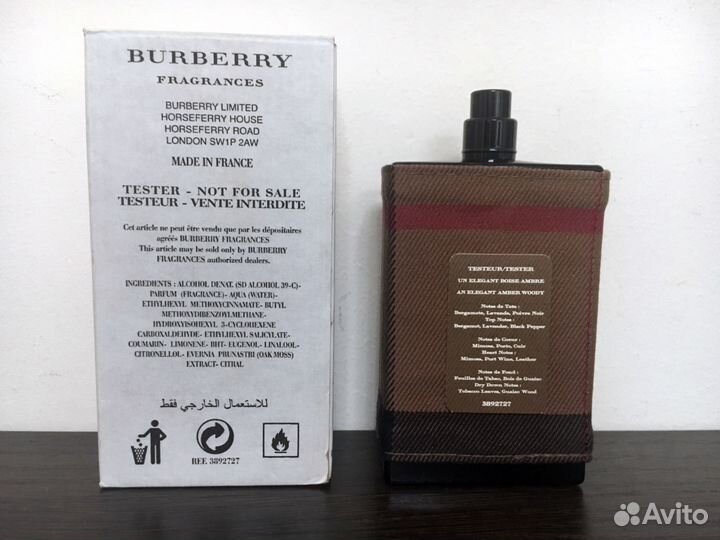 BURBERRY
FRAGRANCES
BURBERRY LIMITED
HORSEFERRY HOUSE
HORSEFERRY ROAD
LONDON SW1P 2AW
MADE IN FRANCE
TESTER - NOT FOR SALE
TESTEUR - VENTE INTERDITE
Cet article ne peut être vendu que par les dépositaires
agréés BURBERRY FRAGRANCES
This article may be sold only by BURBERRY
FRAGRANCES authorized dealers.
INGREDIENTS : ALCOHOL DENAT. (SD ALCOHOL 39-C)-
PARFUM (FRAGRANCE)- AQUA (WATER)-
ETHYLHEXYL METHOXYCINNAMATE- BUTYL
METHOXYDIBENZOYLMETHANE-
HYDROXYISOHEXYL 3-CYCLOHEXENE
CARBOXALDEHYDE- ETHYLHEXYL SALICYLATE-
COUMARIN- LIMONENE- BHT- EUGENOL- LINALOOL-
CITRONELLOL- EVERNIA PRUNASTRI (OAK MOSS)
EXTRACT- CITRAL
للاستعمال الخارجي فقط
REF. 3892727
TESTEUR/TESTER
UN ELEGANT BOISE AMBRE
AN ELEGANT AMBER WOODY
Notes de Tete :
Bergamote, Lavande, Poivre Noir
Top Notes :
Bergamot, Lavender, Black Pepper
Notes de Coeur :
Mimosa, Porto, Cuir
Heart Notes :
Mimosa, Port Wine, Leather
Notes de Fond :
Feuilles de Tabac, Bois de Guaiac
Dry Down Notes :
Tobacco Leaves, Guaiac Wood
3892727
Avito